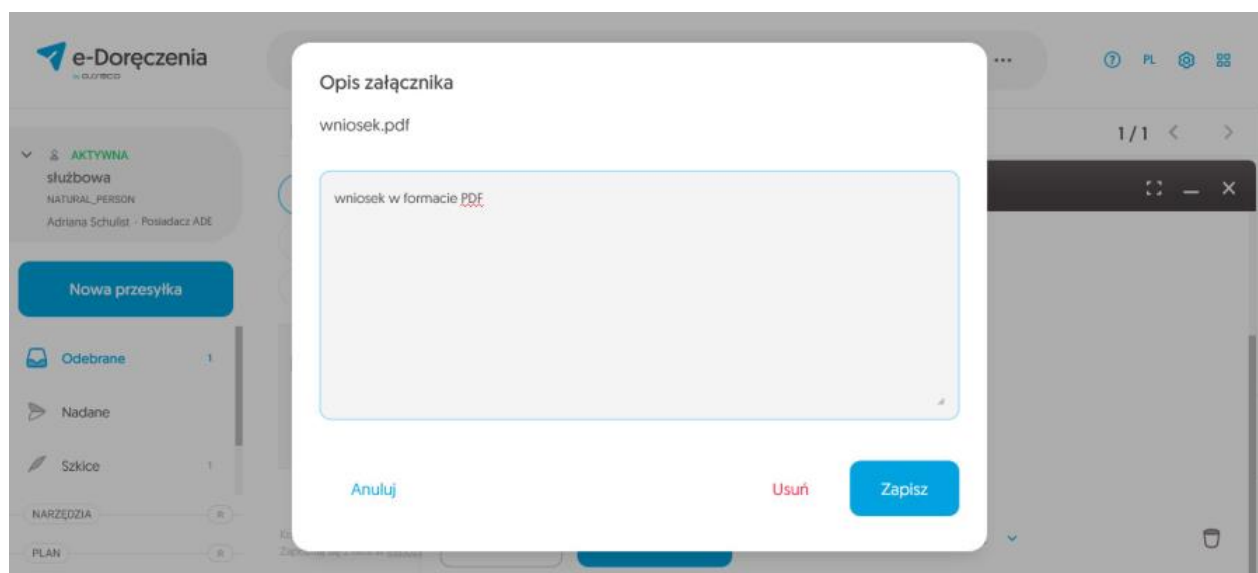 e-Doręczenia
Opis załącznika
wniosek.pdf
wniosek w formacie PDF
Anuluj
Usuń
Zapisz
...
PL
1/1
AKTYWNA
służbowa
NATURAL_PERSON
Adriana Schulist - Posiadacz ADE
Nowa przesyłka
Odebrane 1
Nadane
Szkice 1
NARZĘDZIA
PLAN